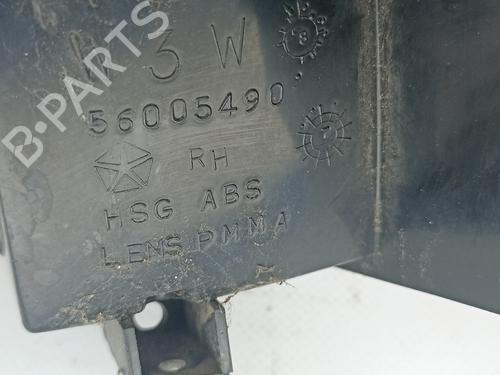 W 3 W
56005490
RH
HSG ABS
LENS PMMA
B-PARTS